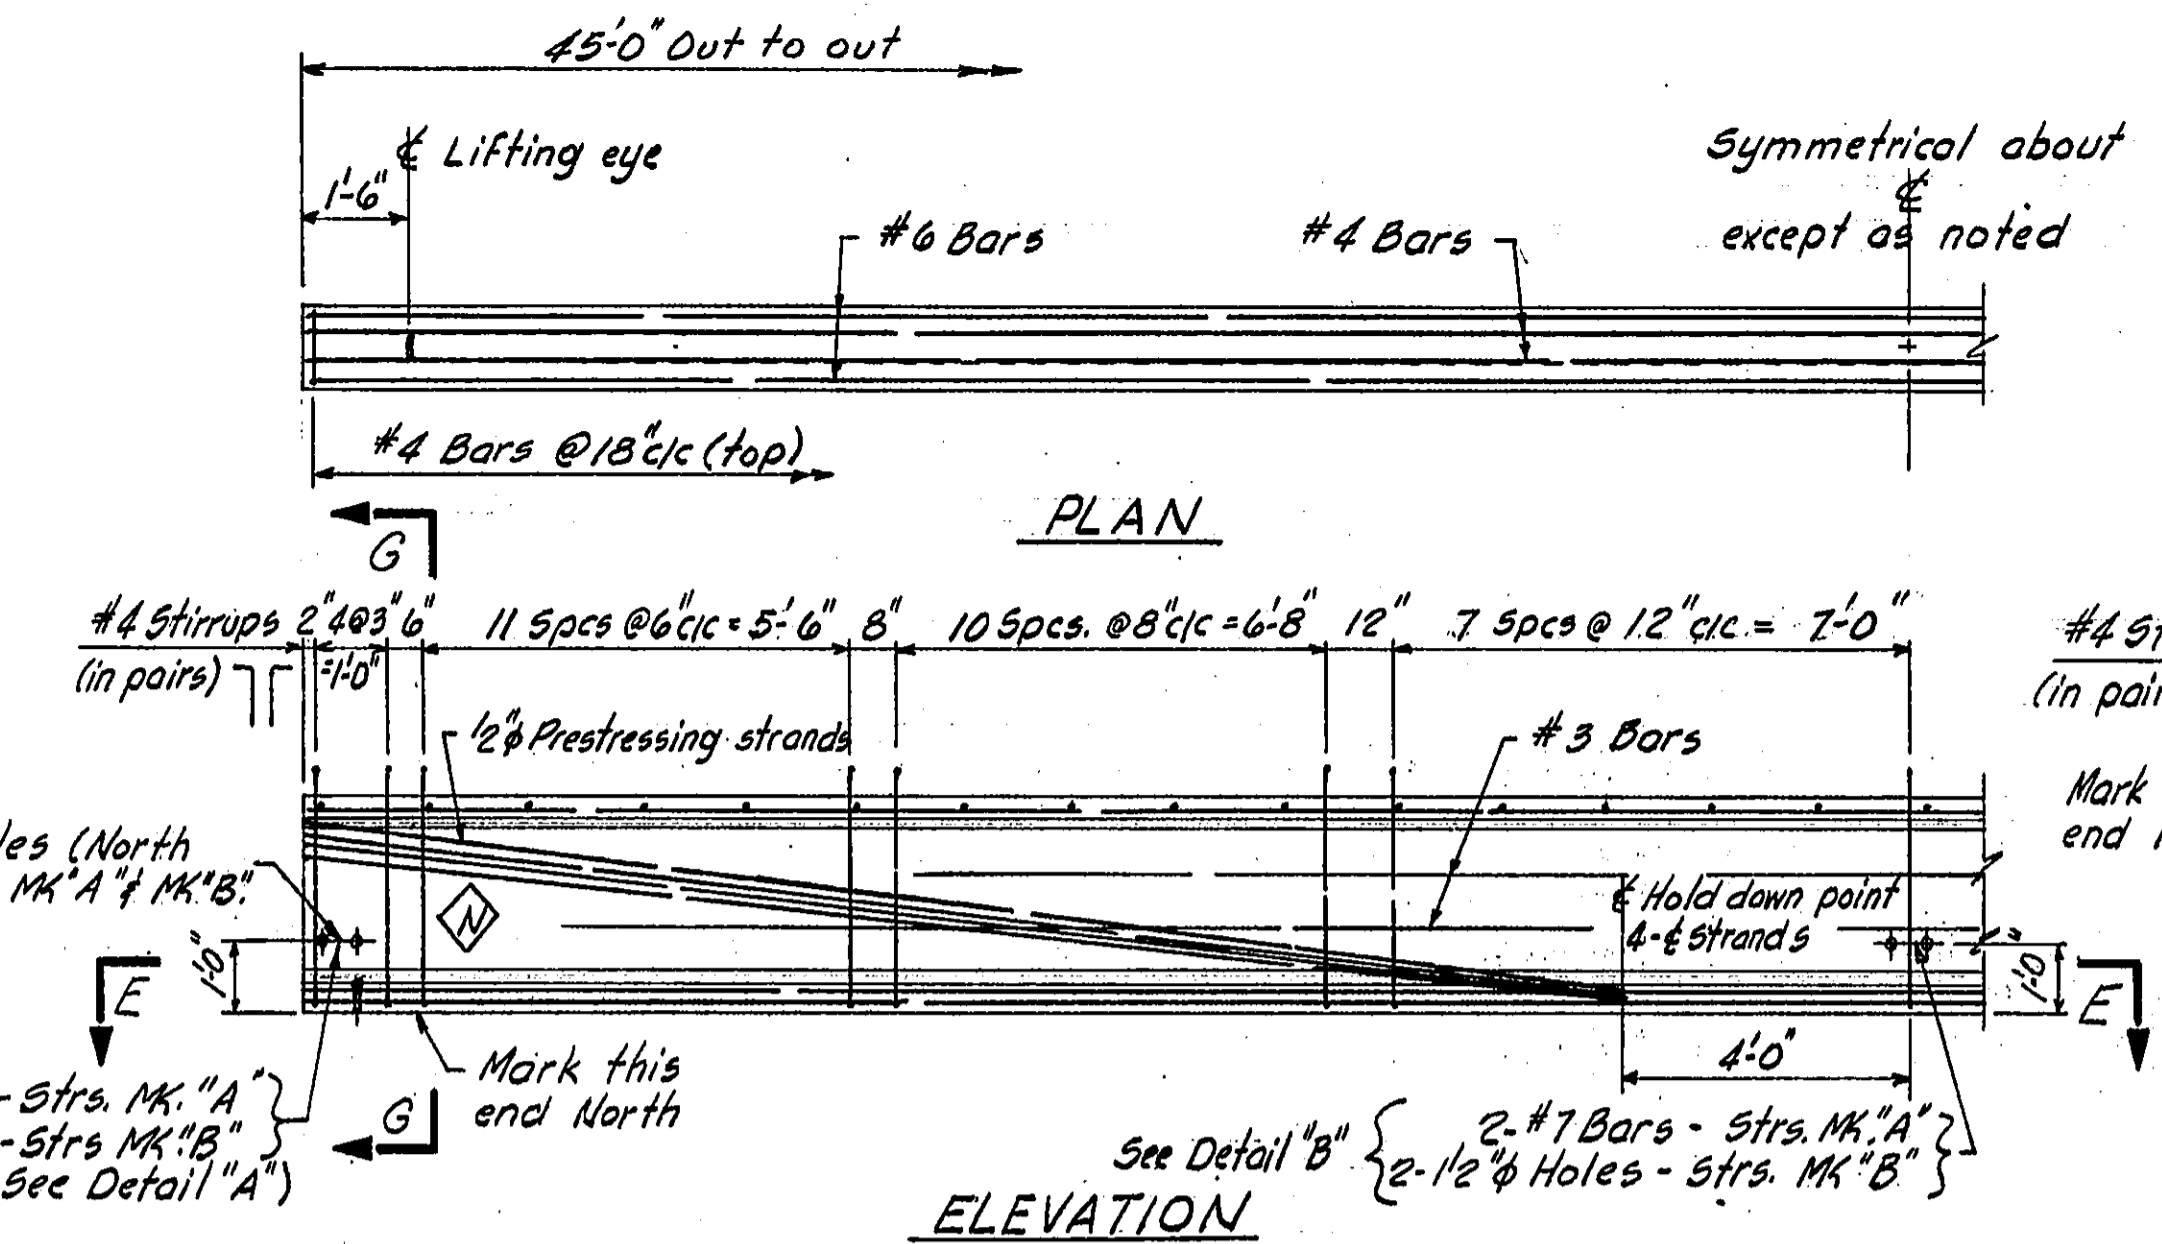 45'-0" Out to out
℄ Lifting eye
1'-6"
Symmetrical about
℄
except as noted
#6 Bars
#4 Bars
#4 Bars @ 18" c/c (top)
PLAN
G
#4 Stirrups 2" 4@3" 6" 11 Spcs @ 6" c/c = 5'-6" 8" 10 Spcs. @ 8" c/c = 6'-8" 12" 7 Spcs @ 12" c/c. = 7'-0"
(in pairs) =1'-0"
#4 St
(in pair
1/2"φ Prestressing strands
#3 Bars
Mark
end
les (North
MK "A" & MK. "B".
N
℄ Hold down point
4-℄ strands
1'-0"
1'-0"
E
E
4'-0"
Mark this
end North
- Strs. MK. "A"
- Strs MK. "B"
See Detail "A")
G
See Detail "B"
2-#7 Bars - Strs. MK. "A"
2-1/2"φ Holes - Strs. MK "B"
ELEVATION